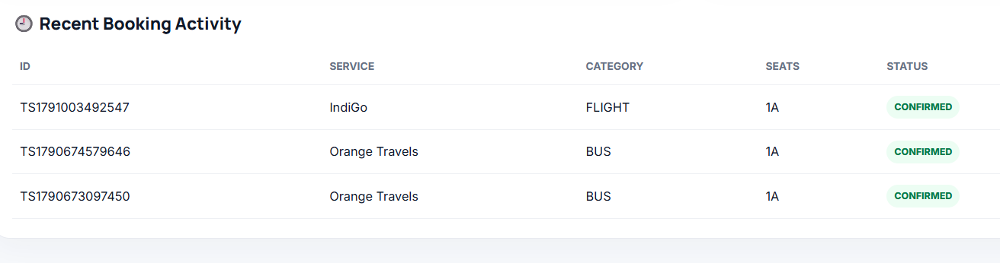 Recent Booking Activity
ID SERVICE CATEGORY SEATS STATUS
TS1791003492547 IndiGo FLIGHT 1A CONFIRMED
TS1790674579646 Orange Travels BUS 1A CONFIRMED
TS1790673097450 Orange Travels BUS 1A CONFIRMED